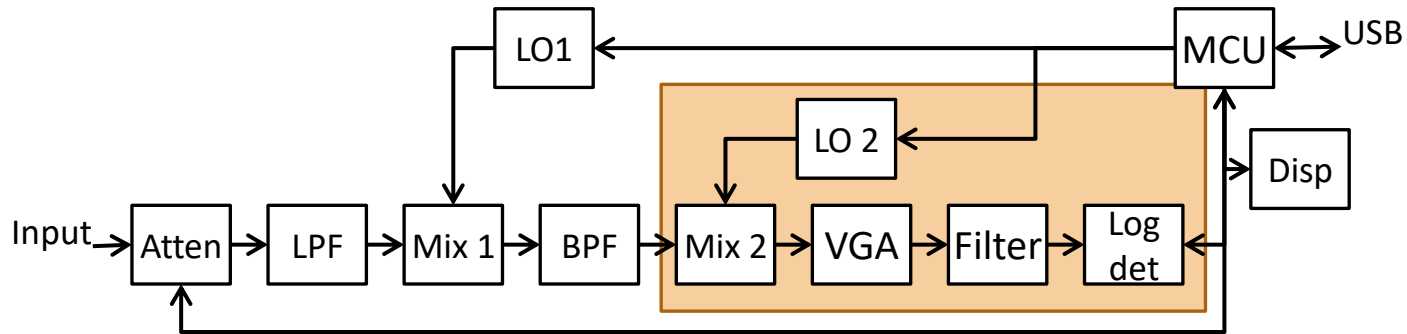 LO1
MCU
USB
LO 2
Disp
Input
Atten
LPF
Mix 1
BPF
Mix 2
VGA
Filter
Log
det